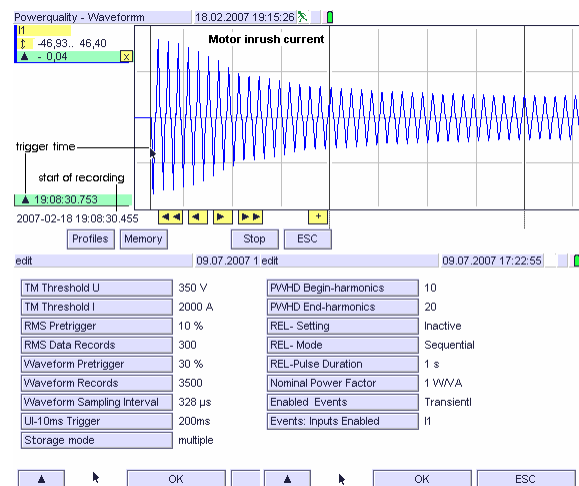 Powerquality - Waveformm 18.02.2007 19:15:26
I1
-46,93.. 46,40
▲ - 0,04 X
Motor inrush current
trigger time
start of recording
▲ 19:08:30.753
2007-02-18 19:08:30.455 ◄◄ ◄ ► ►► +
Profiles Memory Stop ESC
edit 09.07.2007 1 edit 09.07.2007 17:22:55
TM Threshold U 350 V PWHD Begin-harmonics 10
TM Threshold I 2000 A PWHD End-harmonics 20
RMS Pretrigger 10 % REL- Setting Inactive
RMS Data Records 300 REL- Mode Sequential
Waveform Pretrigger 30 % REL-Pulse Duration 1 s
Waveform Records 3500 Nominal Power Factor 1 W/VA
Waveform Sampling Interval 328 µs Enabled Events TransientI
UI-10ms Trigger 200ms Events: Inputs Enabled I1
Storage mode multiple
▲ OK ▲ OK ESC